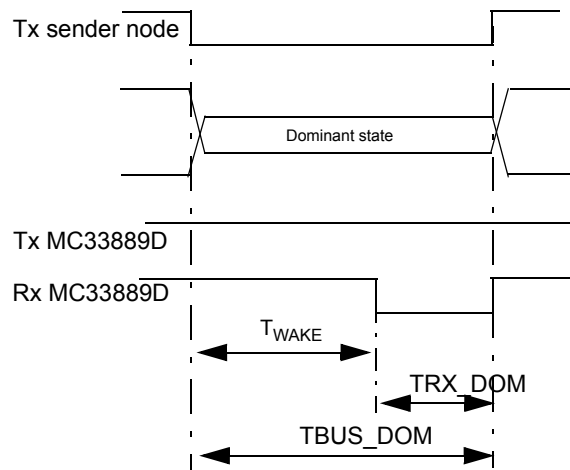 Tx sender node
Dominant state
Tx MC33889D
Rx MC33889D
TWAKE
TRX_DOM
TBUS_DOM